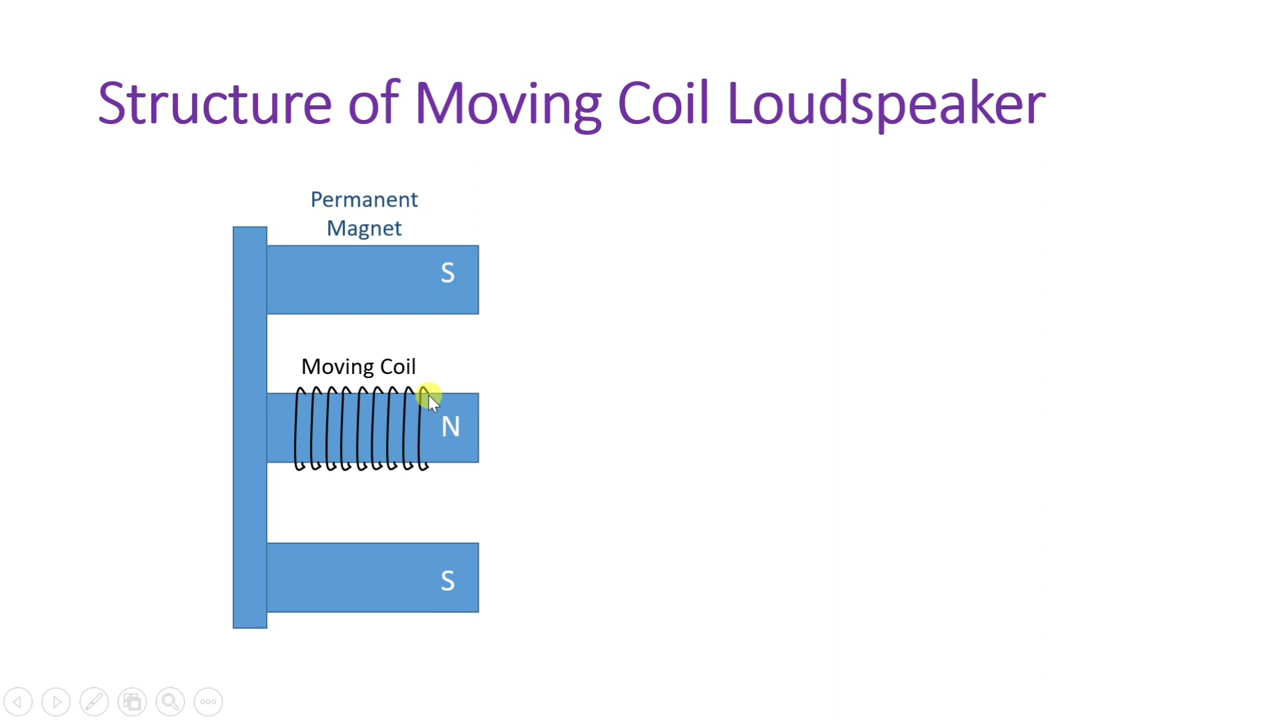 Structure of Moving Coil Loudspeaker
Permanent
Magnet
S
Moving Coil
N
S